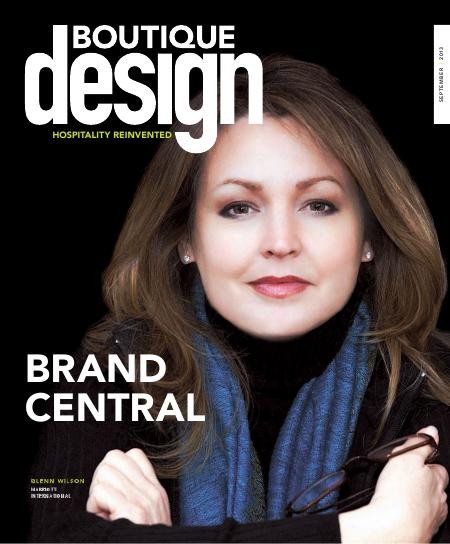 BOUTIQUE
design
HOSPITALITY REINVENTED
SEPTEMBER | 2013
BRAND
CENTRAL
GLENN WILSON
MARRIOTT
INTERNATIONAL